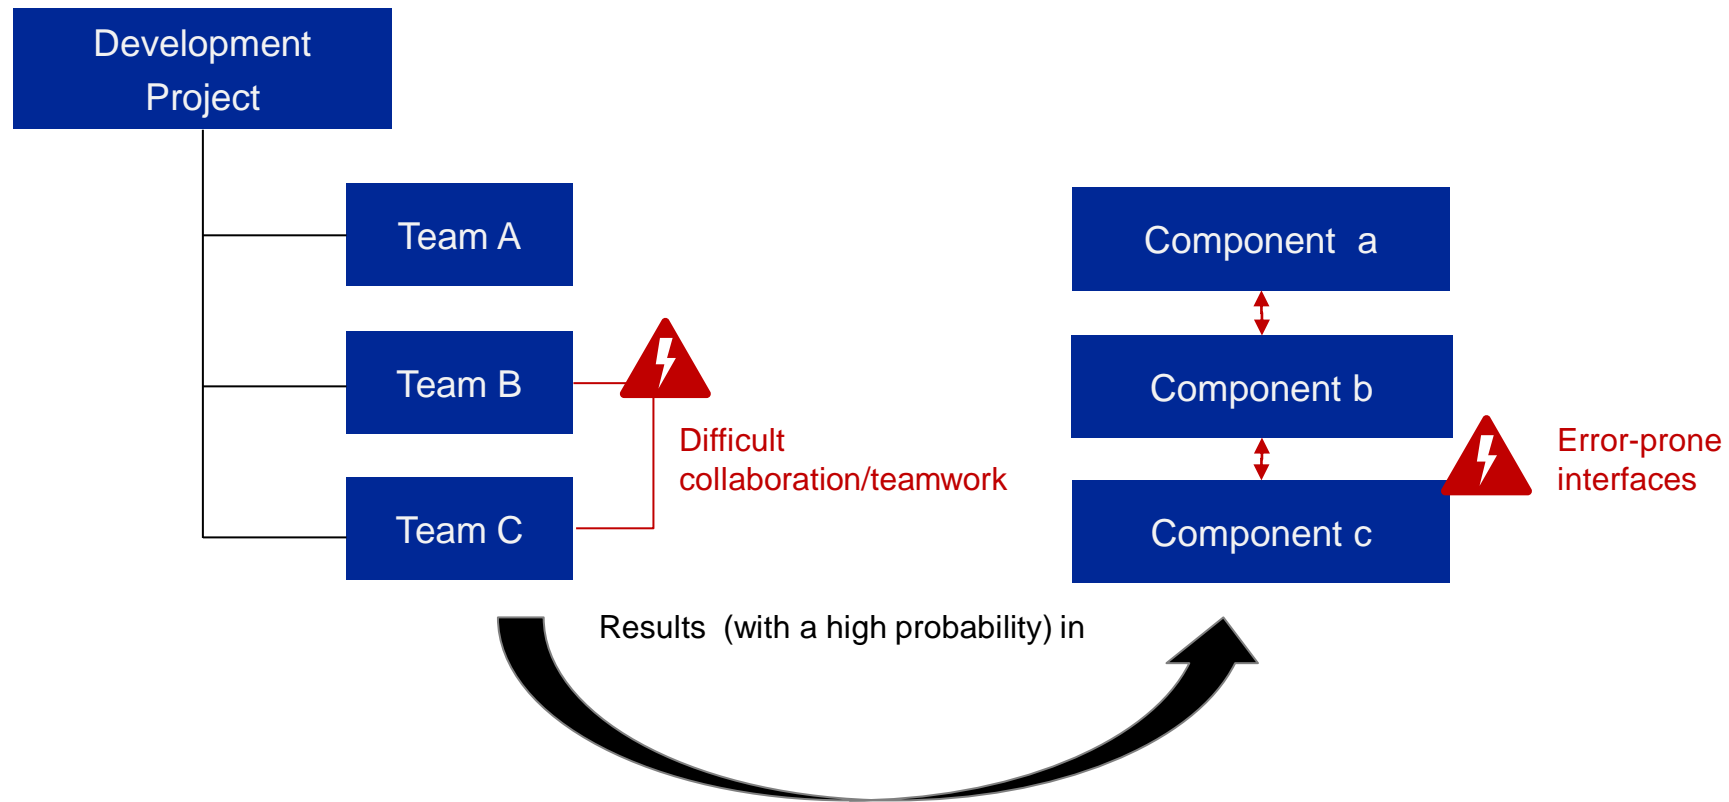 Development
Project
Team A
Team B
Team C
Difficult
collaboration/teamwork
Component  a
Component b
Component c
Error-prone
interfaces
Results  (with a high probability) in